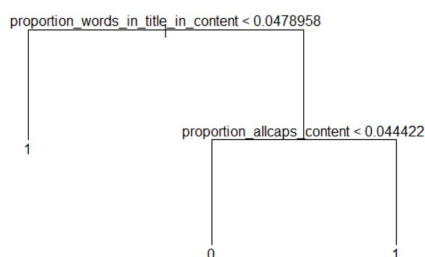 proportion_words_in_title_in_content < 0.0478958
proportion_allcaps_content < 0.044422
1
0
1